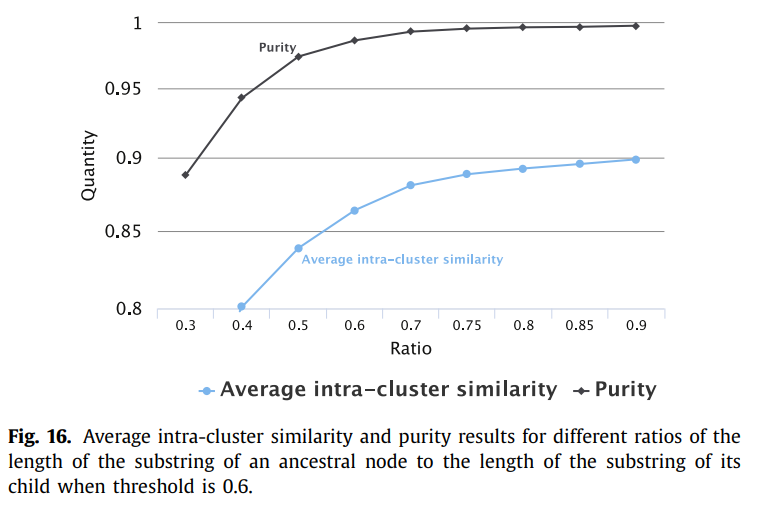 1
Purity
0.95
0.9
Quantity
0.85
Average intra-cluster similarity
0.8
0.3 0.4 0.5 0.6 0.7 0.75 0.8 0.85 0.9
Ratio
Average intra-cluster similarity Purity
Fig. 16. Average intra-cluster similarity and purity results for different ratios of the
length of the substring of an ancestral node to the length of the substring of its
child when threshold is 0.6.